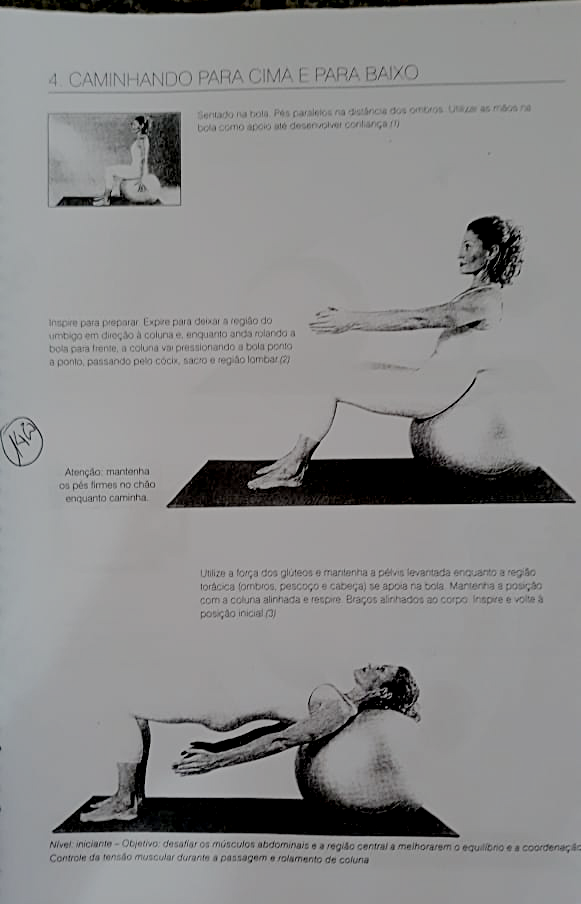 4. CAMINHANDO PARA CIMA E PARA BAIXO
Sentado na bola. Pés paralelos na distância dos ombros. Utilizar as mãos na
bola como apoio até desenvolver confiança.(1)
Inspire para preparar. Expire para deixar a região do
umbigo em direção à coluna e, enquanto anda rolando a
bola para frente, a coluna vai pressionando a bola ponto
a ponto, passando pelo cóccix, sacro e região lombar.(2)
Atenção: mantenha
os pés firmes no chão
enquanto caminha.
Utilize a força dos glúteos e mantenha a pélvis levantada enquanto a região
torácica (ombros, pescoço e cabeça) se apoia na bola. Mantenha a posição
com a coluna alinhada e respire. Braços alinhados ao corpo. Inspire e volte à
posição inicial.(3)
Nível: iniciante – Objetivo: desafiar os músculos abdominais e a região central a melhorarem o equilíbrio e a coordenação
Controle da tensão muscular durante a passagem e rolamento de coluna